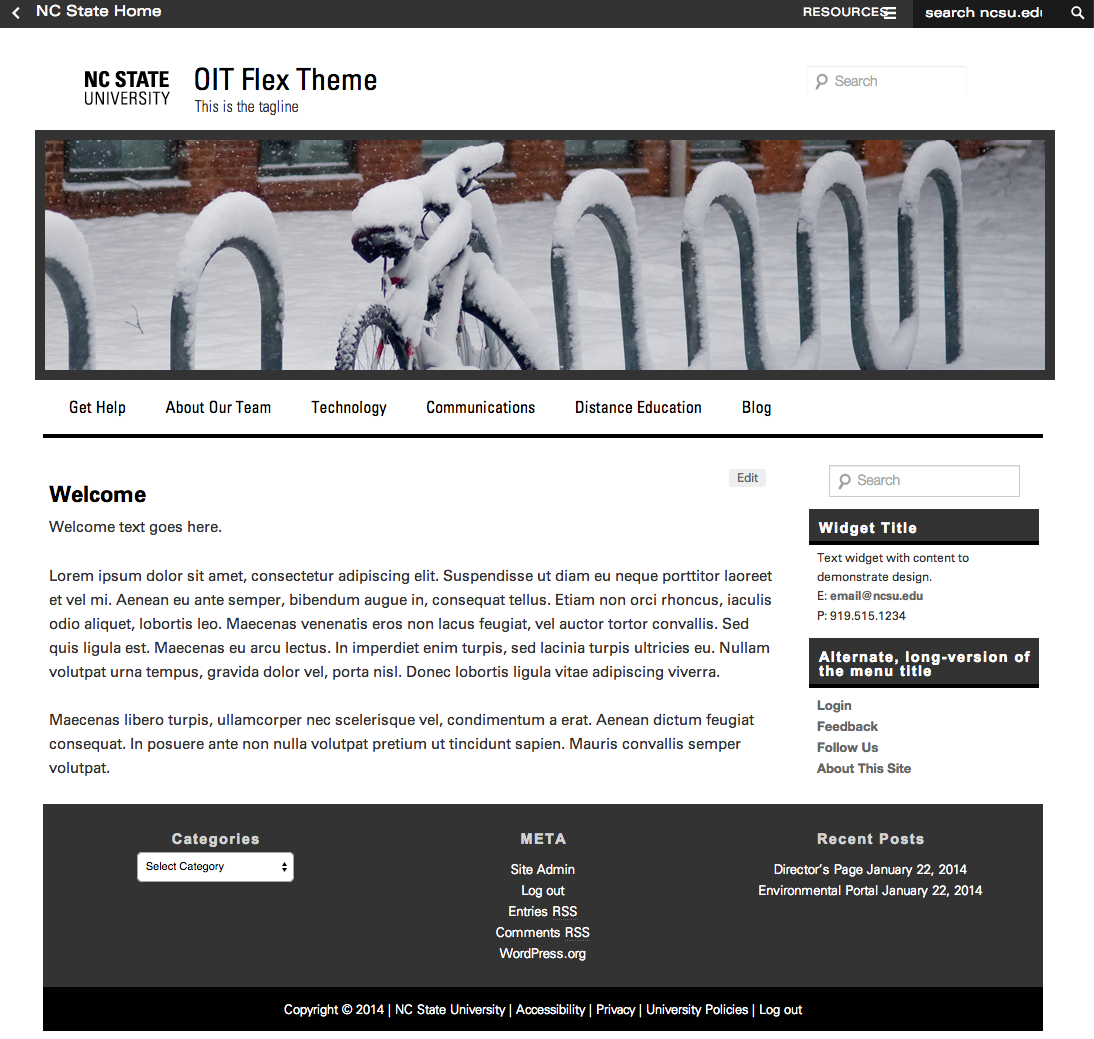 NC State Home
RESOURCES
search ncsu.edu
NC STATE
UNIVERSITY
OIT Flex Theme
This is the tagline
Search
Get Help
About Our Team
Technology
Communications
Distance Education
Blog
Edit
Welcome
Welcome text goes here.
Lorem ipsum dolor sit amet, consectetur adipiscing elit. Suspendisse ut diam eu neque porttitor laoreet
et vel mi. Aenean eu ante semper, bibendum augue in, consequat tellus. Etiam non orci rhoncus, iaculis
odio aliquet, lobortis leo. Maecenas venenatis eros non lacus feugiat, vel auctor tortor convallis. Sed
quis ligula est. Maecenas eu arcu lectus. In imperdiet enim turpis, sed lacinia turpis ultricies eu. Nullam
volutpat urna tempus, gravida dolor vel, porta nisl. Donec lobortis ligula vitae adipiscing viverra.
Maecenas libero turpis, ullamcorper nec scelerisque vel, condimentum a erat. Aenean dictum feugiat
consequat. In posuere ante non nulla volutpat pretium ut tincidunt sapien. Mauris convallis semper
volutpat.
Search
Widget Title
Text widget with content to
demonstrate design.
E: email@ncsu.edu
P: 919.515.1234
Alternate, long-version of
the menu title
Login
Feedback
Follow Us
About This Site
Categories
Select Category
META
Site Admin
Log out
Entries RSS
Comments RSS
WordPress.org
Recent Posts
Director’s Page January 22, 2014
Environmental Portal January 22, 2014
Copyright © 2014 | NC State University | Accessibility | Privacy | University Policies | Log out